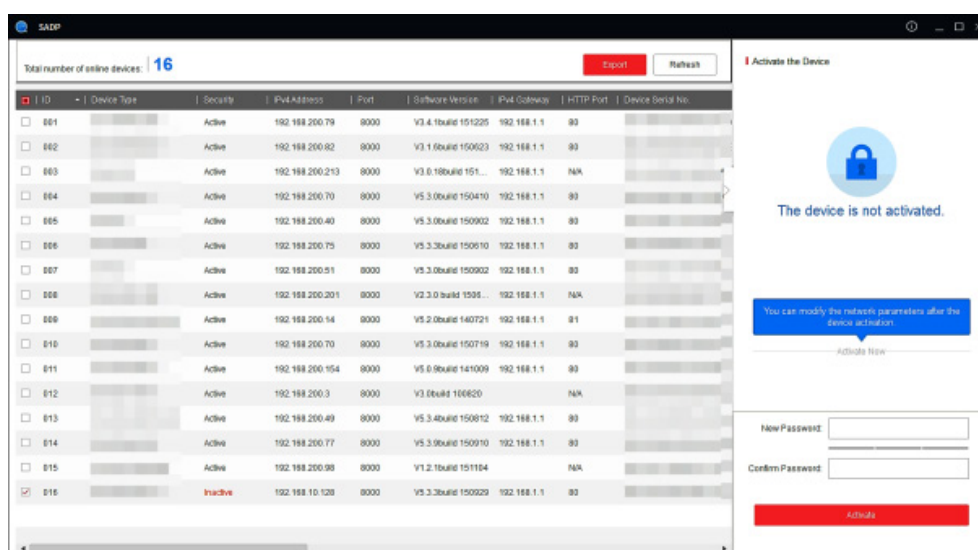 SADP
Total number of online devices: 16
Export
Refresh
ID | Device Type | Security | IPv4 Address | Port | Software Version | IPv4 Gateway | HTTP Port | Device Serial No.
001 Active 192.168.200.79 8000 V3.4.1build 151225 192.168.1.1 80
002 Active 192.168.200.82 8000 V3.1.6build 150623 192.168.1.1 80
003 Active 192.168.200.213 8000 V3.0.18build 151... 192.168.1.1 N/A
004 Active 192.168.200.70 8000 V5.3.0build 150410 192.168.1.1 80
005 Active 192.168.200.40 8000 V5.3.0build 150902 192.168.1.1 80
006 Active 192.168.200.75 8000 V5.3.3build 150610 192.168.1.1 80
007 Active 192.168.200.51 8000 V5.3.0build 150902 192.168.1.1 80
008 Active 192.168.200.201 8000 V2.3.0 build 1506... 192.168.1.1 N/A
009 Active 192.168.200.14 8000 V5.2.0build 140721 192.168.1.1 81
010 Active 192.168.200.70 8000 V5.3.0build 150719 192.168.1.1 80
011 Active 192.168.200.154 8000 V5.0.9build 141009 192.168.1.1 80
012 Active 192.168.200.3 8000 V3.0build 100820 N/A
013 Active 192.168.200.49 8000 V5.3.4build 150812 192.168.1.1 80
014 Active 192.168.200.77 8000 V5.3.9build 150910 192.168.1.1 80
015 Active 192.168.200.98 8000 V1.2.1build 151104 N/A
016 Inactive 192.168.10.128 8000 V5.3.3build 150929 192.168.1.1 80
Activate the Device
The device is not activated.
You can modify the network parameters after the
device activation
Activate Now
New Password:
Confirm Password:
Activate